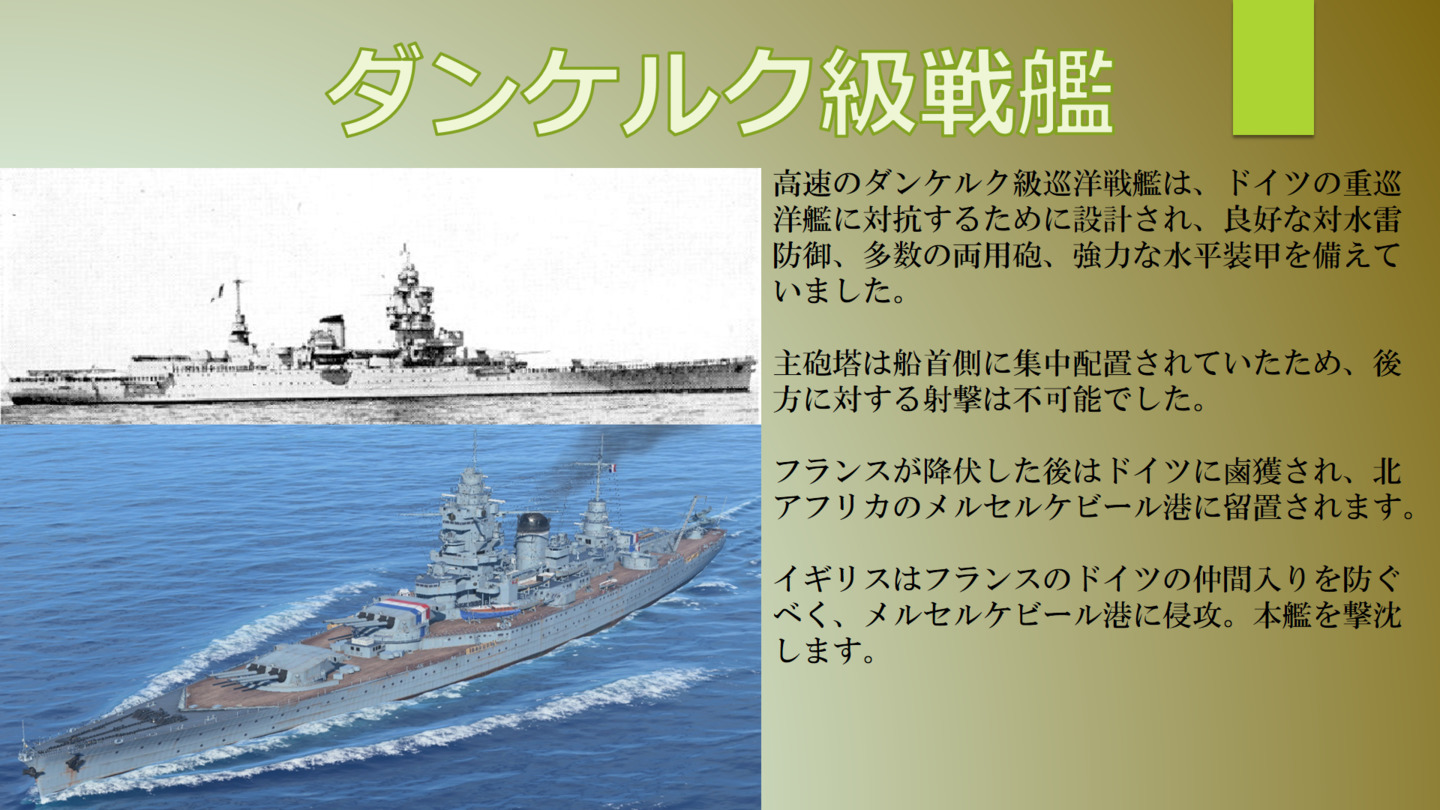 ダンケルク級戦艦
高速のダンケルク級巡洋戦艦は、ドイツの重巡
洋艦に対抗するために設計され、良好な対水雷
防御、多数の両用砲、強力な水平装甲を備えて
いました。
主砲塔は船首側に集中配置されていたため、後
方に対する射撃は不可能でした。
フランスが降伏した後はドイツに鹵獲され、北
アフリカのメルセルケビール港に留置されます。
イギリスはフランスのドイツの仲間入りを防ぐ
べく、メルセルケビール港に侵攻。本艦を撃沈
します。